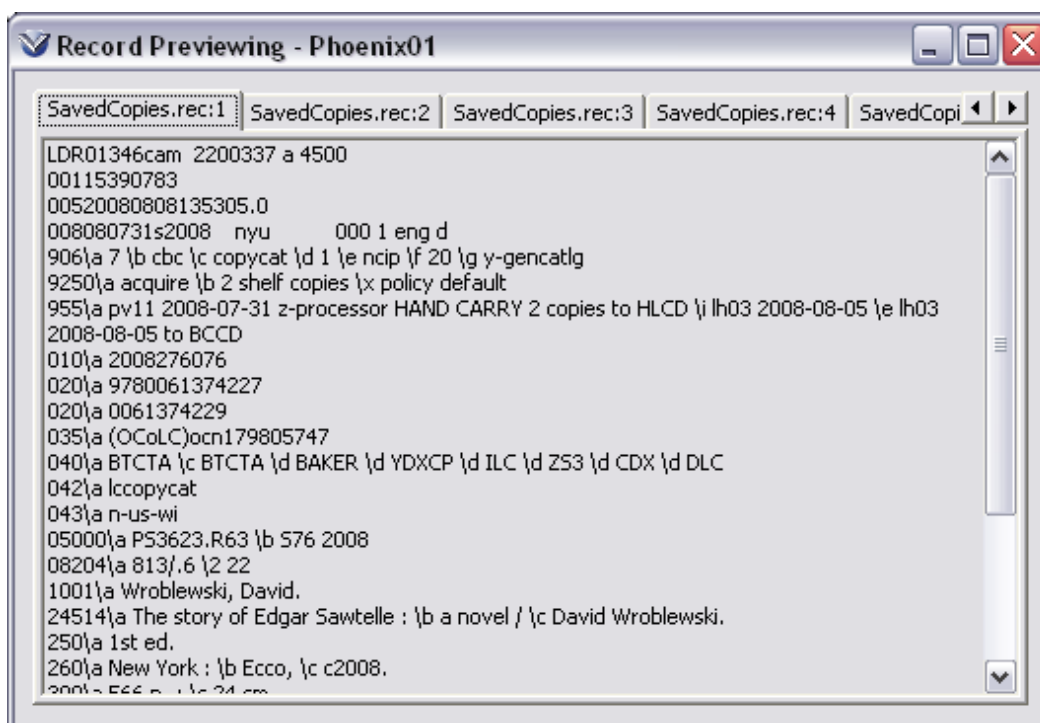 Record Previewing - Phoenix01
SavedCopies.rec:1 SavedCopies.rec:2 SavedCopies.rec:3 SavedCopies.rec:4 SavedCopi
LDR01346cam  2200337 a 4500
00115390783
00520080808135305.0
008080731s2008    nyu           000 1 eng d
906\a 7 \b cbc \c copycat \d 1 \e ncip \f 20 \g y-gencatlg
9250\a acquire \b 2 shelf copies \x policy default
955\a pv11 2008-07-31 z-processor HAND CARRY 2 copies to HLCD \i lh03 2008-08-05 \e lh03
2008-08-05 to BCCD
010\a 2008276076
020\a 9780061374227
020\a 0061374229
035\a (OCoLC)ocn179805747
040\a BTCTA \c BTCTA \d BAKER \d YDXCP \d ILC \d ZS3 \d CDX \d DLC
042\a lccopycat
043\a n-us-wi
05000\a PS3623.R63 \b S76 2008
08204\a 813/.6 \2 22
1001\a Wroblewski, David.
24514\a The story of Edgar Sawtelle : \b a novel / \c David Wroblewski.
250\a 1st ed.
260\a New York : \b Ecco, \c c2008.
300\a 566 p. ; \c 24 cm.